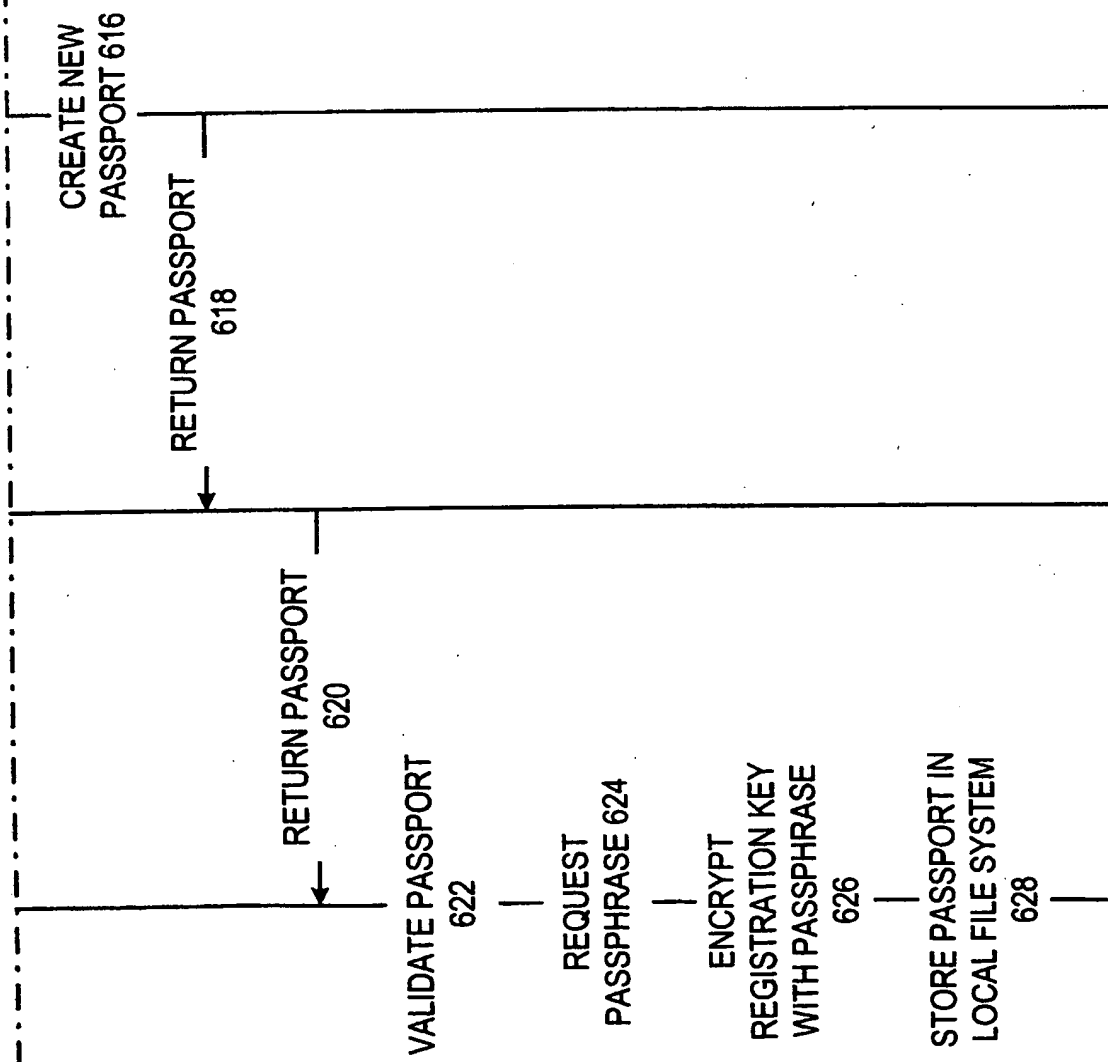 CREATE NEW
PASSPORT 616
RETURN PASSPORT
618
RETURN PASSPORT
620
VALIDATE PASSPORT
622
REQUEST
PASSPHRASE 624
ENCRYPT
REGISTRATION KEY
WITH PASSPHRASE
626
STORE PASSPORT IN
LOCAL FILE SYSTEM
628